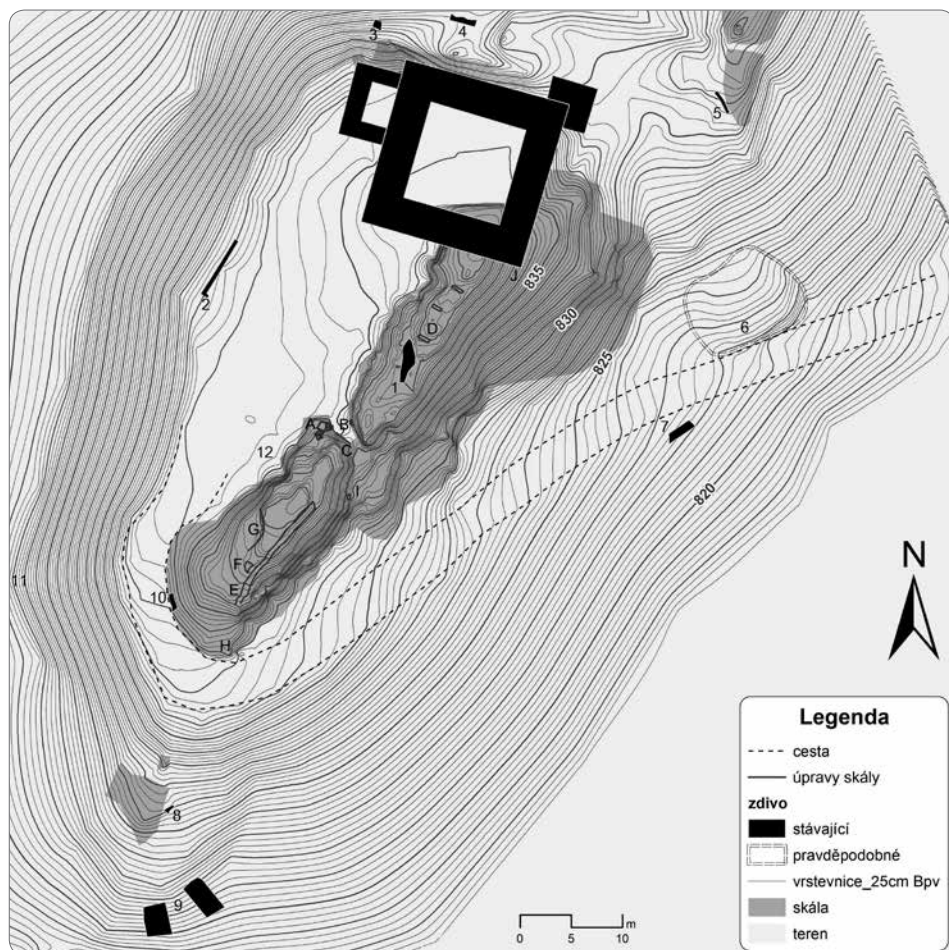 3
4
5
2
J
835
830
825
6
D
1
7
A
B
C
12
I
820
G
F
E
11
10
H
N
8
9
0 5 10 m
Legenda
cesta
úpravy skály
zdivo
stávající
pravděpodobné
vrstevnice_25cm Bpv
skála
teren